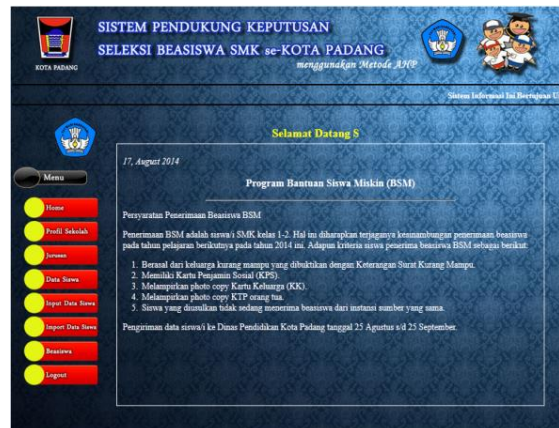 SISTEM PENDUKUNG KEPUTUSAN
SELEKSI BEASISWA SMK se-KOTA PADANG
menggunakan Metode AHP
KOTA PADANG
Sistem Informasi Ini Bertujuan U
Selamat Datang S
17, August 2014
Menu
Program Bantuan Siswa Miskin (BSM)
Home
Persyaratan Penerimaan Beasiswa BSM
Profil Sekolah
Penerimaan BSM adalah siswa/i SMK kelas 1-2. Hal ini diharapkan terjaganya kesinambungan penerimaan beasiswa
pada tahun pelajaran berikutnya pada tahun 2014 ini. Adapun kriteria siswa penerima beasiswa BSM sebagai berikut:
Jurusan
1. Berasal dari keluarga kurang mampu yang dibuktikan dengan Keterangan Surat Kurang Mampu.
2. Memiliki Kartu Penjamin Sosial (KPS).
3. Melampirkan photo copy Kartu Keluarga (KK).
4. Melampirkan photo copy KTP orang tua.
5. Siswa yang diusulkan tidak sedang menerima beasiswa dari instansi sumber yang sama.
Data Siswa
Input Data Siswa
Import Data Siswa
Pengiriman data siswa/i ke Dinas Pendidikan Kota Padang tanggal 25 Agustus s/d 25 September.
Beasiswa
Logout